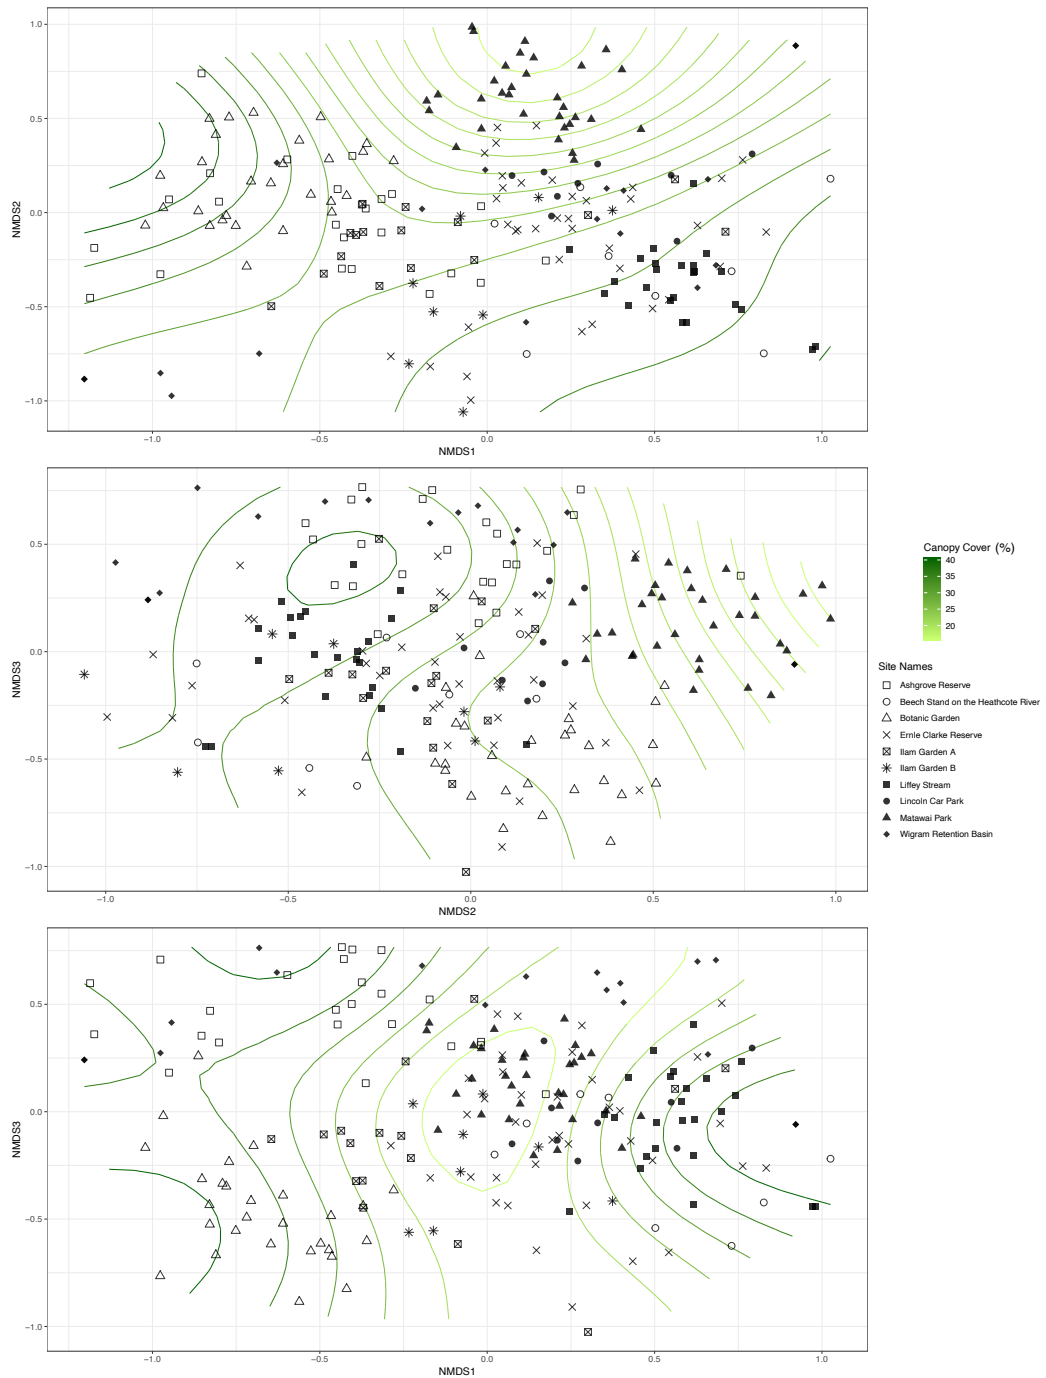 1.0
0.5
0.0
−0.5
−1.0
NMDS2
−1.0
−0.5
0.0
0.5
1.0
NMDS1
0.5
0.0
−0.5
−1.0
NMDS3
−1.0
−0.5
0.0
0.5
1.0
NMDS2
Canopy Cover (%)
40
35
30
25
20
Site Names
Ashgrove Reserve
Beech Stand on the Heathcote River
Botanic Garden
Ernle Clarke Reserve
Ilam Garden A
Ilam Garden B
Liffey Stream
Lincoln Car Park
Matawai Park
Wigram Retention Basin
0.5
0.0
−0.5
−1.0
NMDS3
−1.0
−0.5
0.0
0.5
1.0
NMDS1